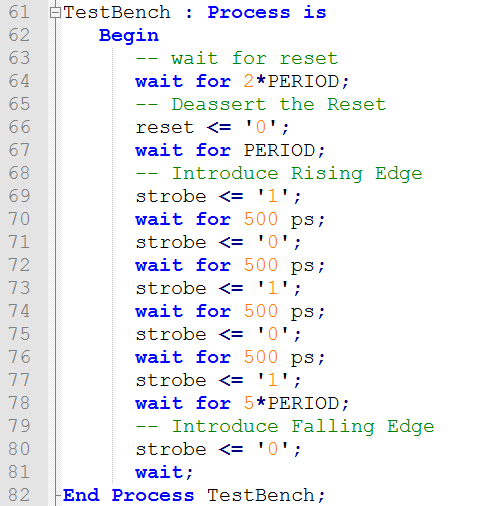 61 TestBench : Process is
62 Begin
63 -- wait for reset
64 wait for 2*PERIOD;
65 -- Deassert the Reset
66 reset <= '0';
67 wait for PERIOD;
68 -- Introduce Rising Edge
69 strobe <= '1';
70 wait for 500 ps;
71 strobe <= '0';
72 wait for 500 ps;
73 strobe <= '1';
74 wait for 500 ps;
75 strobe <= '0';
76 wait for 500 ps;
77 strobe <= '1';
78 wait for 5*PERIOD;
79 -- Introduce Falling Edge
80 strobe <= '0';
81 wait;
82 End Process TestBench;